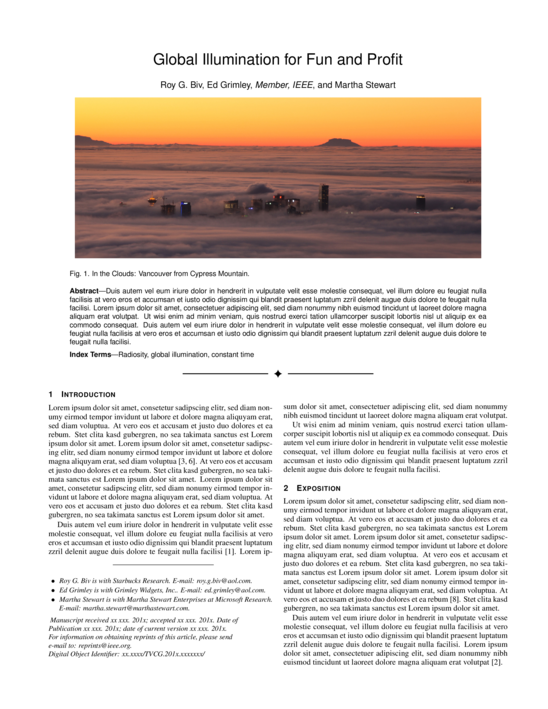 Global Illumination for Fun and Profit
Roy G. Biv, Ed Grimley, Member, IEEE, and Martha Stewart
Fig. 1. In the Clouds: Vancouver from Cypress Mountain.
Abstract—Duis autem vel eum iriure dolor in hendrerit in vulputate velit esse molestie consequat, vel illum dolore eu feugiat nulla
facilisis at vero eros et accumsan et iusto odio dignissim qui blandit praesent luptatum zzril delenit augue duis dolore te feugait nulla
facilisi. Lorem ipsum dolor sit amet, consectetuer adipiscing elit, sed diam nonummy nibh euismod tincidunt ut laoreet dolore magna
aliquam erat volutpat. Ut wisi enim ad minim veniam, quis nostrud exerci tation ullamcorper suscipit lobortis nisl ut aliquip ex ea
commodo consequat. Duis autem vel eum iriure dolor in hendrerit in vulputate velit esse molestie consequat, vel illum dolore eu
feugiat nulla facilisis at vero eros et accumsan et iusto odio dignissim qui blandit praesent luptatum zzril delenit augue duis dolore te
feugait nulla facilisi.
Index Terms—Radiosity, global illumination, constant time
1 INTRODUCTION
Lorem ipsum dolor sit amet, consetetur sadipscing elitr, sed diam non-
umy eirmod tempor invidunt ut labore et dolore magna aliquyam erat,
sed diam voluptua. At vero eos et accusam et justo duo dolores et ea
rebum. Stet clita kasd gubergren, no sea takimata sanctus est Lorem
ipsum dolor sit amet. Lorem ipsum dolor sit amet, consetetur sadipsc-
ing elitr, sed diam nonumy eirmod tempor invidunt ut labore et dolore
magna aliquyam erat, sed diam voluptua [3, 6]. At vero eos et accusam
et justo duo dolores et ea rebum. Stet clita kasd gubergren, no sea taki-
mata sanctus est Lorem ipsum dolor sit amet. Lorem ipsum dolor sit
amet, consetetur sadipscing elitr, sed diam nonumy eirmod tempor in-
vidunt ut labore et dolore magna aliquyam erat, sed diam voluptua. At
vero eos et accusam et justo duo dolores et ea rebum. Stet clita kasd
gubergren, no sea takimata sanctus est Lorem ipsum dolor sit amet.
Duis autem vel eum iriure dolor in hendrerit in vulputate velit esse
molestie consequat, vel illum dolore eu feugiat nulla facilisis at vero
eros et accumsan et iusto odio dignissim qui blandit praesent luptatum
zzril delenit augue duis dolore te feugait nulla facilisi [1]. Lorem ip-
• Roy G. Biv is with Starbucks Research. E-mail: roy.g.biv@aol.com.
• Ed Grimley is with Grimley Widgets, Inc.. E-mail: ed.grimley@aol.com.
• Martha Stewart is with Martha Stewart Enterprises at Microsoft Research.
E-mail: martha.stewart@marthastewart.com.
Manuscript received xx xxx. 201x; accepted xx xxx. 201x. Date of
Publication xx xxx. 201x; date of current version xx xxx. 201x.
For information on obtaining reprints of this article, please send
e-mail to: reprints@ieee.org.
Digital Object Identifier: xx.xxxx/TVCG.201x.xxxxxxx/
sum dolor sit amet, consectetuer adipiscing elit, sed diam nonummy
nibh euismod tincidunt ut laoreet dolore magna aliquam erat volutpat.
Ut wisi enim ad minim veniam, quis nostrud exerci tation ullam-
corper suscipit lobortis nisl ut aliquip ex ea commodo consequat. Duis
autem vel eum iriure dolor in hendrerit in vulputate velit esse molestie
consequat, vel illum dolore eu feugiat nulla facilisis at vero eros et
accumsan et iusto odio dignissim qui blandit praesent luptatum zzril
delenit augue duis dolore te feugait nulla facilisi.
2 EXPOSITION
Lorem ipsum dolor sit amet, consetetur sadipscing elitr, sed diam non-
umy eirmod tempor invidunt ut labore et dolore magna aliquyam erat,
sed diam voluptua. At vero eos et accusam et justo duo dolores et ea
rebum. Stet clita kasd gubergren, no sea takimata sanctus est Lorem
ipsum dolor sit amet. Lorem ipsum dolor sit amet, consetetur sadipsc-
ing elitr, sed diam nonumy eirmod tempor invidunt ut labore et dolore
magna aliquyam erat, sed diam voluptua. At vero eos et accusam et
justo duo dolores et ea rebum. Stet clita kasd gubergren, no sea taki-
mata sanctus est Lorem ipsum dolor sit amet. Lorem ipsum dolor sit
amet, consetetur sadipscing elitr, sed diam nonumy eirmod tempor in-
vidunt ut labore et dolore magna aliquyam erat, sed diam voluptua. At
vero eos et accusam et justo duo dolores et ea rebum [8]. Stet clita kasd
gubergren, no sea takimata sanctus est Lorem ipsum dolor sit amet.
Duis autem vel eum iriure dolor in hendrerit in vulputate velit esse
molestie consequat, vel illum dolore eu feugiat nulla facilisis at vero
eros et accumsan et iusto odio dignissim qui blandit praesent luptatum
zzril delenit augue duis dolore te feugait nulla facilisi. Lorem ipsum
dolor sit amet, consectetuer adipiscing elit, sed diam nonummy nibh
euismod tincidunt ut laoreet dolore magna aliquam erat volutpat [2].